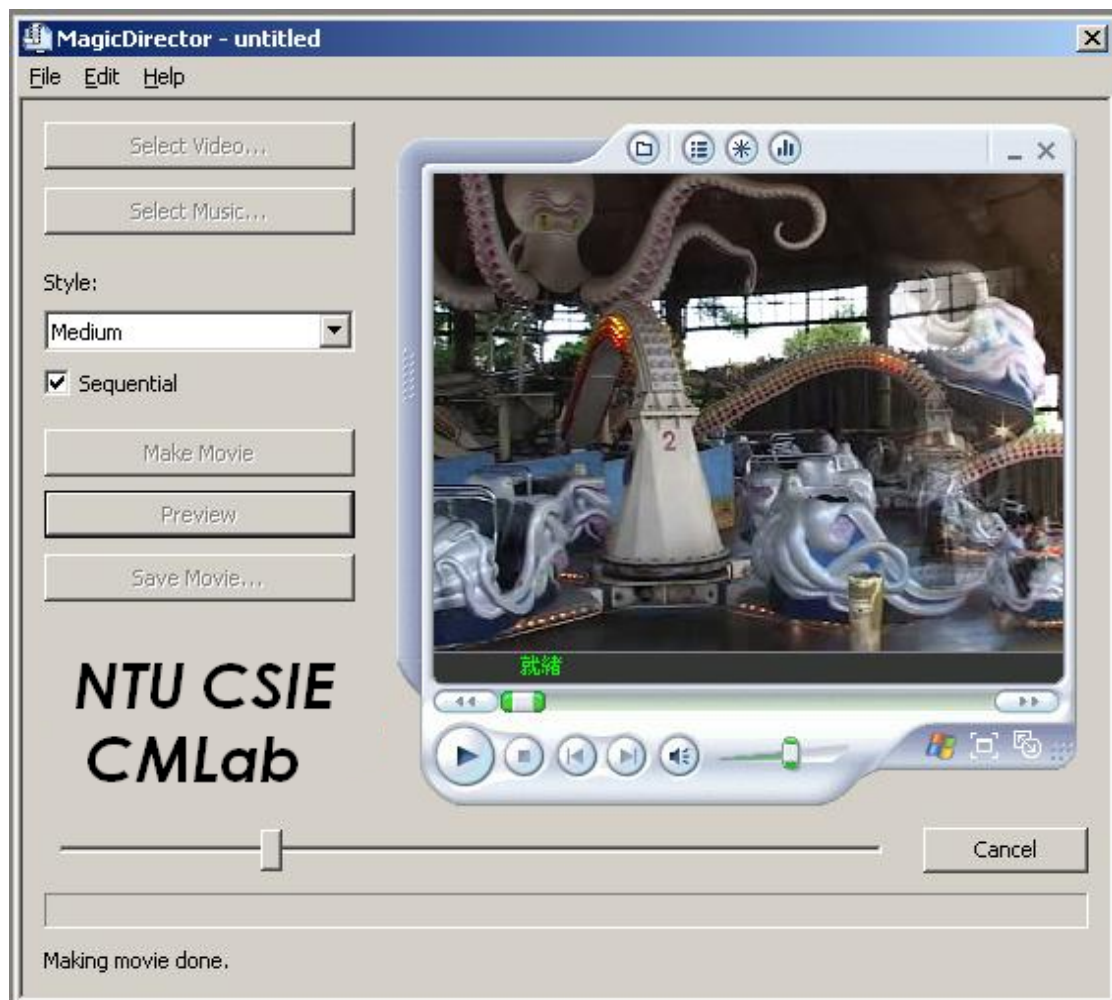 MagicDirector - untitled
File Edit Help
Select Video...
Select Music...
Style:
Medium
Sequential
Make Movie
Preview
Save Movie...
NTU CSIE
CMLab
2
就緒
Cancel
Making movie done.